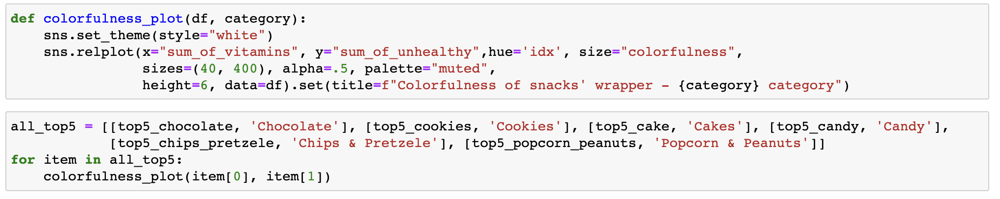 def colorfulness_plot(df, category):
    sns.set_theme(style="white")
    sns.relplot(x="sum_of_vitamins", y="sum_of_unhealthy",hue='idx', size="colorfulness",
                sizes=(40, 400), alpha=.5, palette="muted",
                height=6, data=df).set(title=f"Colorfulness of snacks' wrapper - {category} category")
all_top5 = [[top5_chocolate, 'Chocolate'], [top5_cookies, 'Cookies'], [top5_cake, 'Cakes'], [top5_candy, 'Candy'],
            [top5_chips_pretzele, 'Chips & Pretzele'], [top5_popcorn_peanuts, 'Popcorn & Peanuts']]
for item in all_top5:
    colorfulness_plot(item[0], item[1])